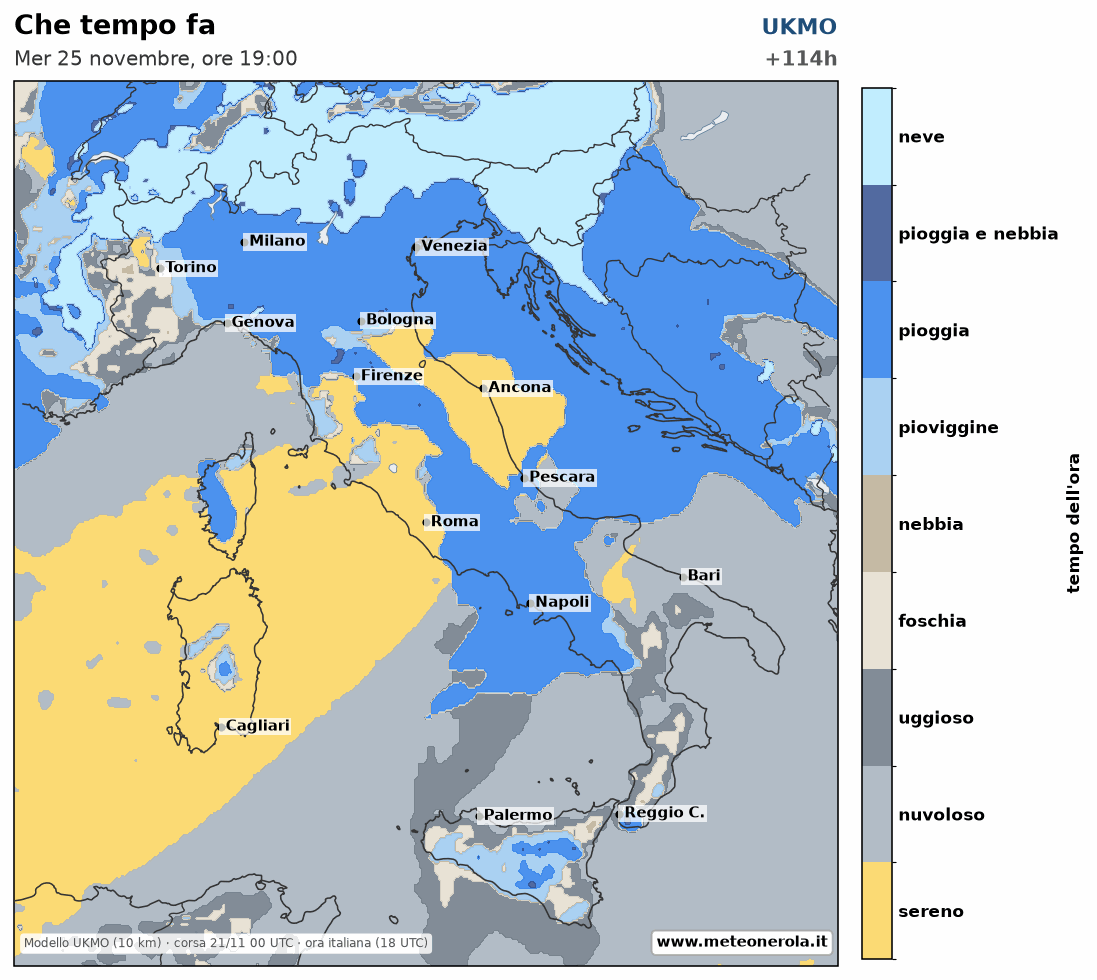 Che tempo fa
UKMO
Mer 25 novembre, ore 19:00
+114h
neve
pioggia e nebbia
pioggia
pioviggine
nebbia
foschia
uggioso
nuvoloso
sereno
tempo dell'ora
Milano
Venezia
Torino
Genova
Bologna
Firenze
Ancona
Pescara
Roma
Bari
Napoli
Cagliari
Palermo
Reggio C.
Modello UKMO (10 km) · corsa 21/11 00 UTC · ora italiana (18 UTC)
www.meteonerola.it